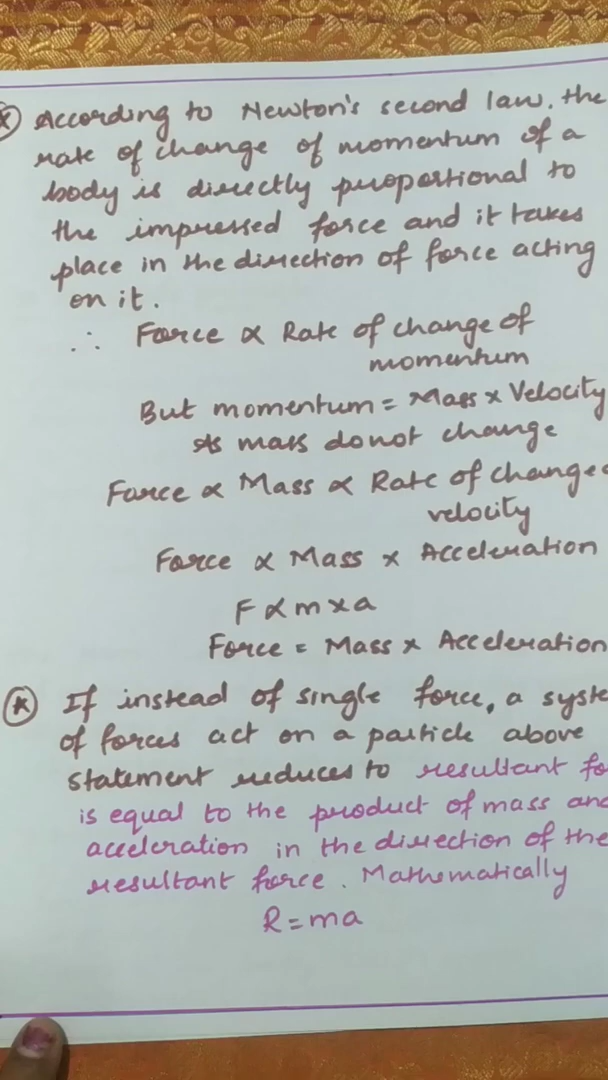 According to Newton's second law, the
rate of change of momentum of a
body is directly proportional to
the impressed force and it takes
place in the direction of force acting
on it.
∴ Force ∝ Rate of change of
momentum
But momentum = Mass x Velocity
As mass do not change
Force ∝ Mass ∝ Rate of change
velocity
Force ∝ Mass x Acceleration
F ∝ m x a
Force = Mass x Acceleration
If instead of single force, a syste
of forces act on a particle above
statement reduces to resultant fo
is equal to the product of mass and
acceleration in the direction of the
resultant force. Mathematically
R = ma